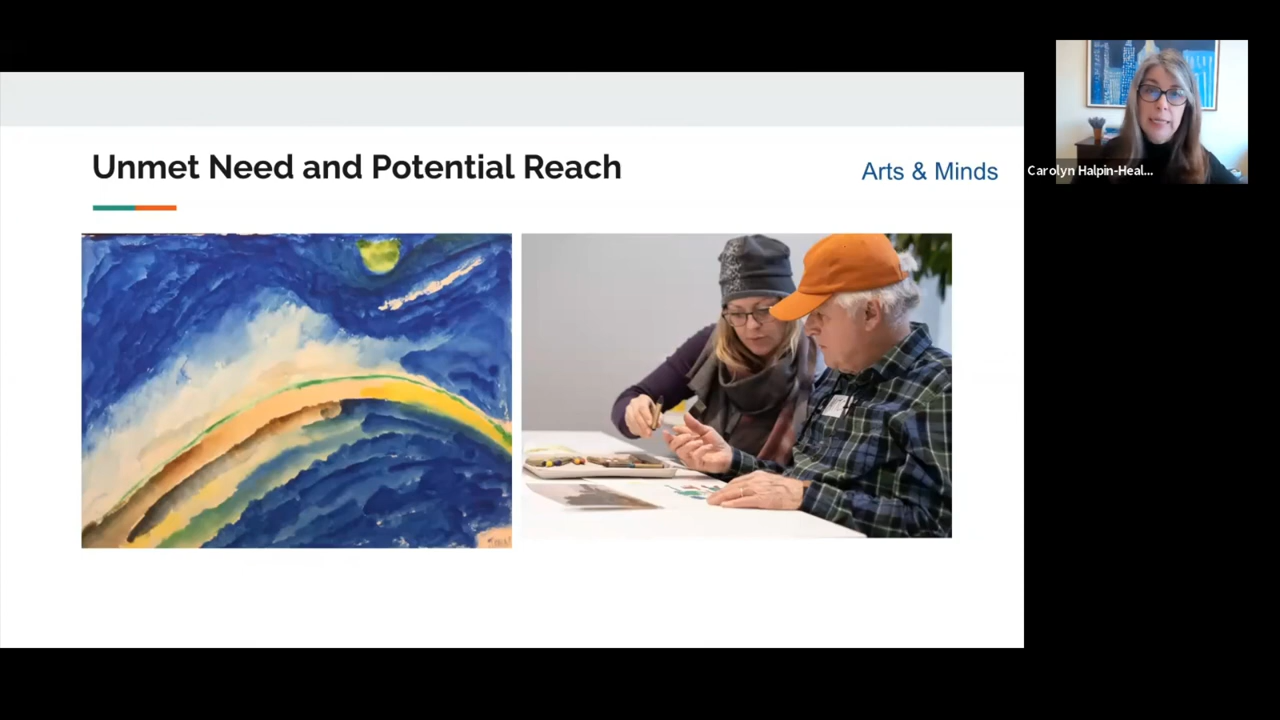 Unmet Need and Potential Reach
Arts & Minds
Carolyn Halpin-Heal...